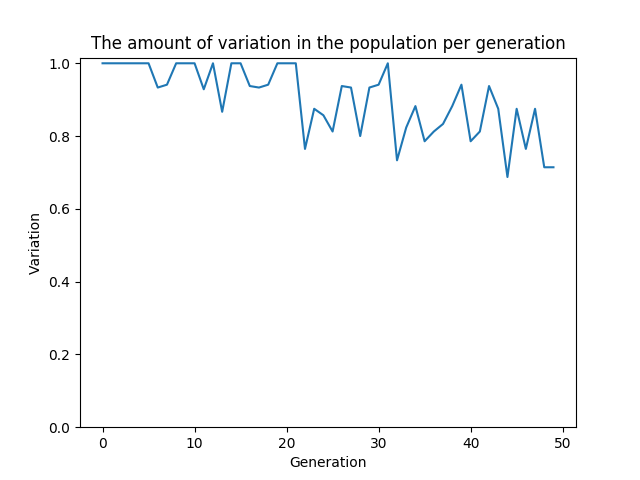 The amount of variation in the population per generation
1.0
0.8
0.6
0.4
0.2
0.0
Variation
0 10 20 30 40 50
Generation